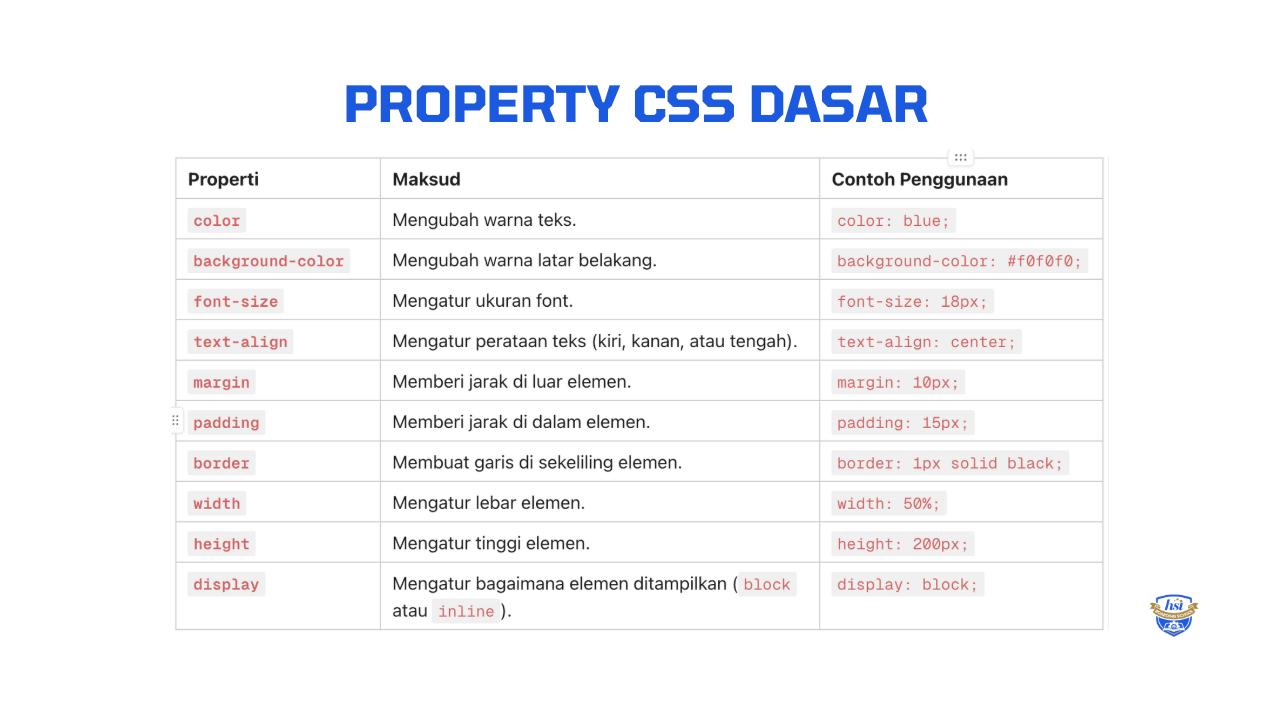 PROPERTY CSS DASAR
Properti Maksud Contoh Penggunaan
color Mengubah warna teks. color: blue;
background-color Mengubah warna latar belakang. background-color: #f0f0f0;
font-size Mengatur ukuran font. font-size: 18px;
text-align Mengatur perataan teks (kiri, kanan, atau tengah). text-align: center;
margin Memberi jarak di luar elemen. margin: 10px;
padding Memberi jarak di dalam elemen. padding: 15px;
border Membuat garis di sekeliling elemen. border: 1px solid black;
width Mengatur lebar elemen. width: 50%;
height Mengatur tinggi elemen. height: 200px;
display Mengatur bagaimana elemen ditampilkan ( block display: block;
atau inline ).
hsi